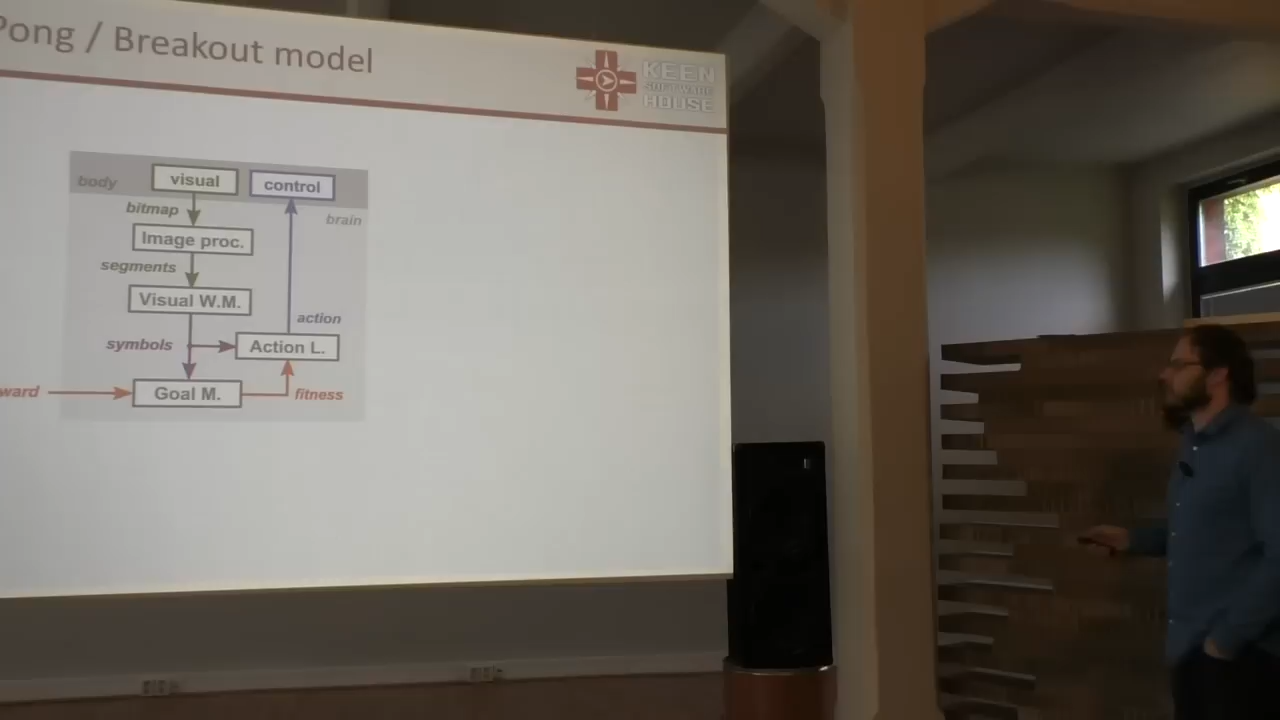 Pong / Breakout model
KEEN
SOFTWARE
HOUSE
body
visual
control
bitmap
brain
Image proc.
segments
Visual W.M.
action
symbols
Action L.
ward
Goal M.
fitness